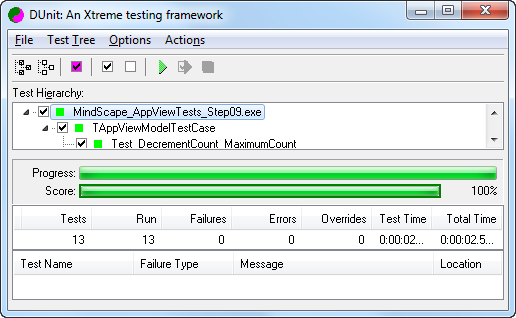 DUnit: An Xtreme testing framework
File Test Tree Options Actions
Test Hierarchy:
MindScape_AppViewTests_Step09.exe
TAppViewModelTestCase
Test_DecrementCount_MaximumCount
Progress:
Score: 100%
Tests Run Failures Errors Overrides Test Time Total Time
13 13 0 0 0 0:00:02... 0:00:02.5...
Test Name Failure Type Message Location